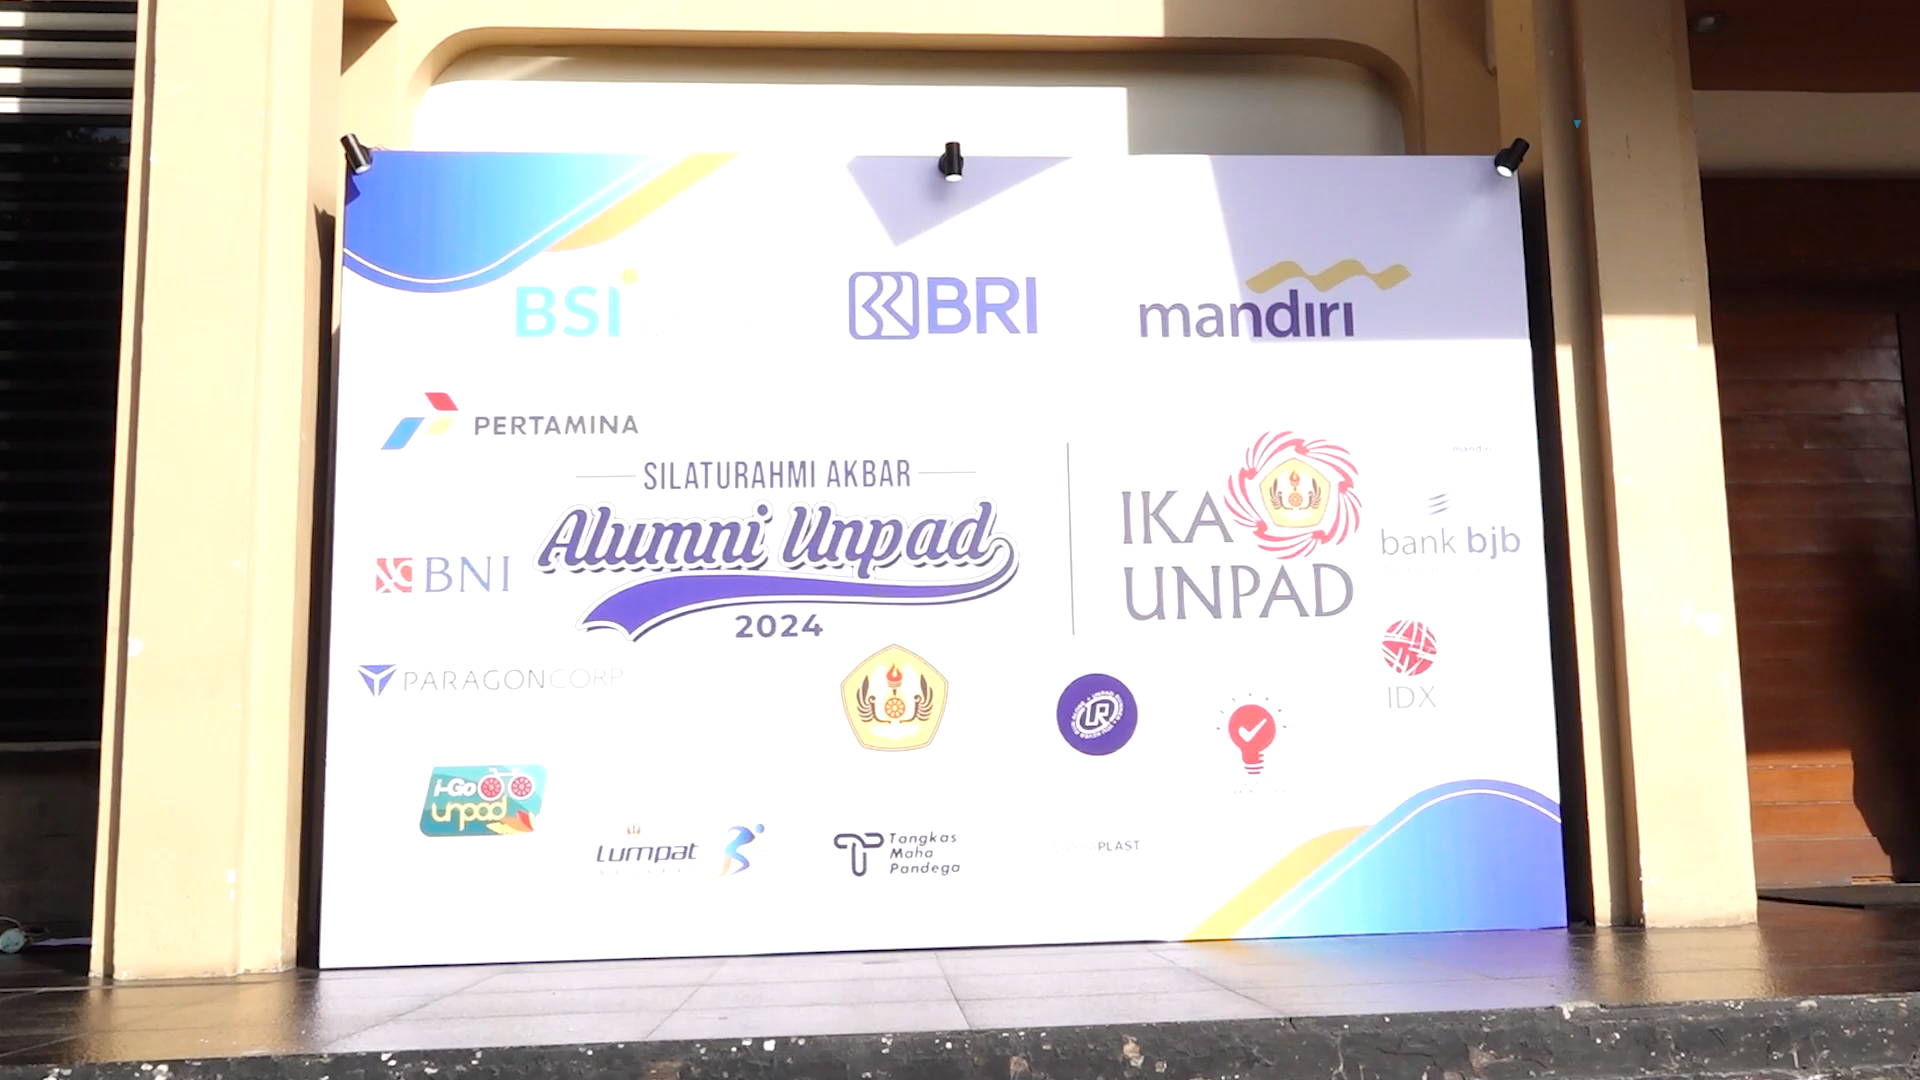 BSI
BRI
mandiri
PERTAMINA
SILATURAHMI AKBAR
Alumni Unpad
2024
IKA
UNPAD
mandiri
bank bjb
BNI
PARAGONCORP
IDX
i-Go
unpad
Lumpat
Tangkas
Maha
Pandega
PLAST